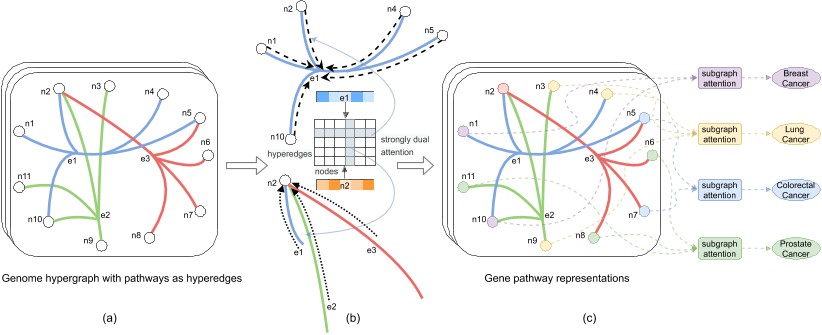 n1
n2
n3
n4
n5
n6
n7
n8
n9
n10
n11
e1
e2
e3
Genome hypergraph with pathways as hyperedges
(a)
n2
n4
n1
n5
e1
n10
e1
hyperedges
strongly dual
attention
nodes
n2
n2
e1
e3
e2
(b)
n1
n2
n3
n4
n5
n6
n7
n8
n9
n10
n11
e1
e2
e3
Gene pathway representations
(c)
subgraph
attention
Breast
Cancer
subgraph
attention
Lung
Cancer
subgraph
attention
Colorectal
Cancer
subgraph
attention
Prostate
Cancer